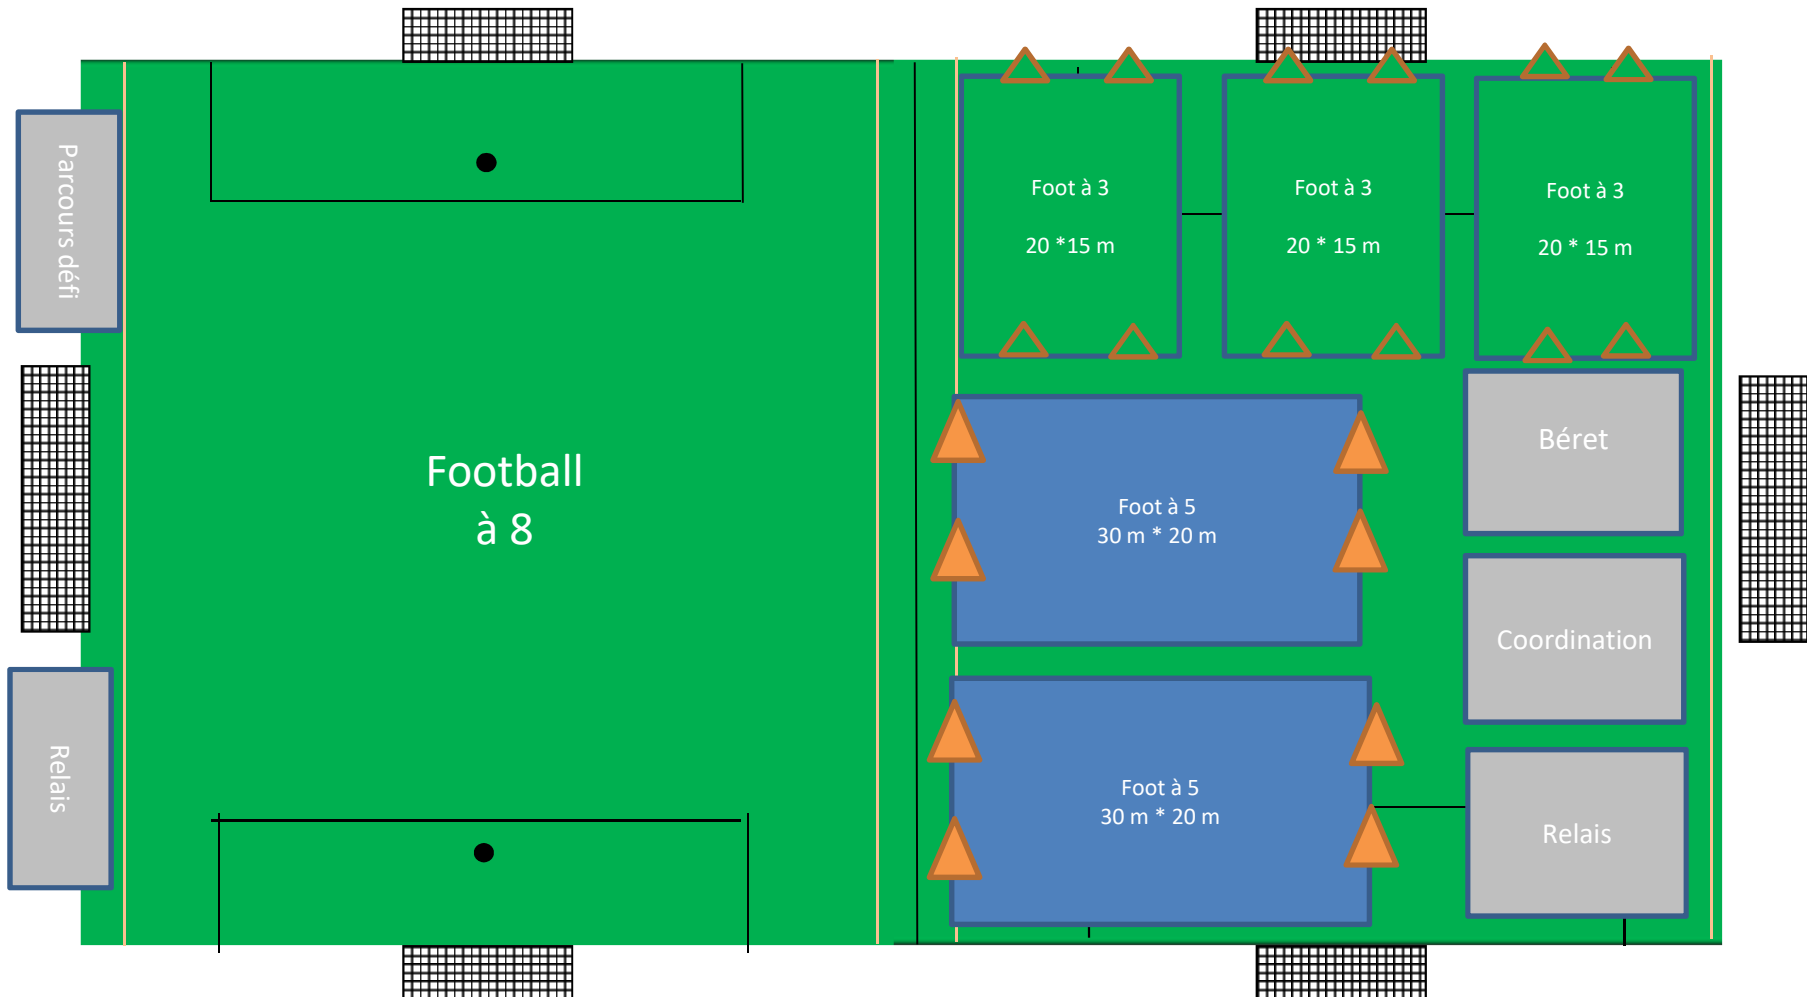 Parcours défi
Relais
Football
à 8
Foot à 3
20 *15 m
Foot à 3
20 * 15 m
Foot à 3
20 * 15 m
Foot à 5
30 m * 20 m
Foot à 5
30 m * 20 m
Béret
Coordination
Relais